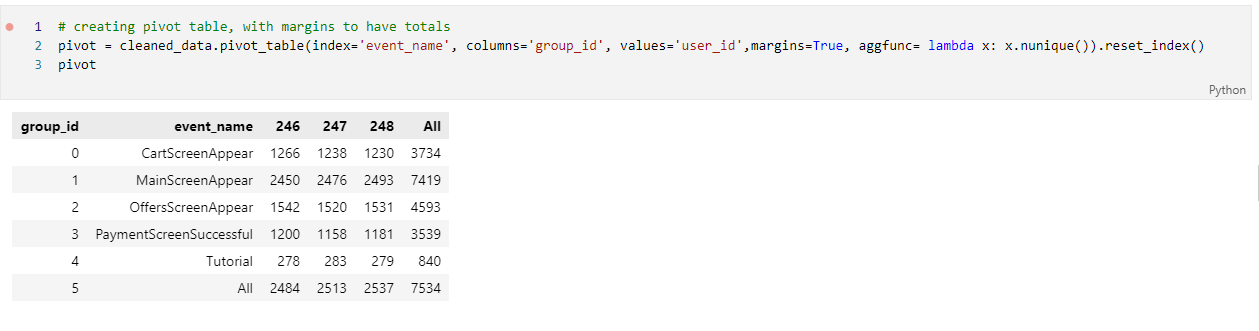 1 # creating pivot table, with margins to have totals
2 pivot = cleaned_data.pivot_table(index='event_name', columns='group_id', values='user_id',margins=True, aggfunc= lambda x: x.nunique()).reset_index()
3 pivot
Python
group_id event_name 246 247 248 All
0 CartScreenAppear 1266 1238 1230 3734
1 MainScreenAppear 2450 2476 2493 7419
2 OffersScreenAppear 1542 1520 1531 4593
3 PaymentScreenSuccessful 1200 1158 1181 3539
4 Tutorial 278 283 279 840
5 All 2484 2513 2537 7534